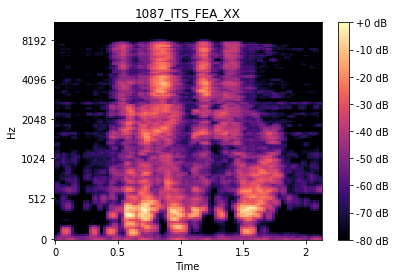 1087_ITS_FEA_XX
+0 dB
8192
-10 dB
4096
-20 dB
-30 dB
2048
Hz
-40 dB
1024
-50 dB
512
-60 dB
-70 dB
0
-80 dB
0 0.5 1 1.5 2
Time